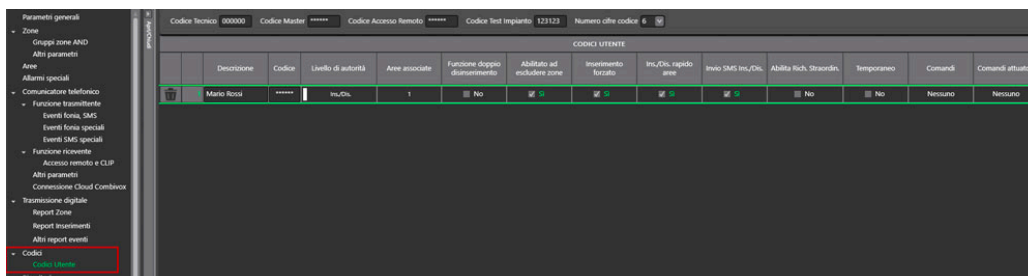 Parametri generali
Zone
Gruppi zone AND
Altri parametri
Aree
Allarmi speciali
Comunicatore telefonico
Funzione trasmittente
Eventi fonia, SMS
Eventi fonia speciali
Eventi SMS speciali
Funzione ricevente
Accesso remoto e CLIP
Altri parametri
Connessione Cloud Combivox
Trasmissione digitale
Report Zone
Report Inserimenti
Altri report eventi
Codici
Codici Utente
Apri/Chiudi
Codice Tecnico 000000 Codice Master ****** Codice Accesso Remoto ****** Codice Test Impianto 123123 Numero cifre codice 6
CODICI UTENTE
Descrizione Codice Livello di autorità Aree associate Funzione doppio disinserimento Abilitato ad escludere zone Inserimento forzato Ins./Dis. rapido aree Invio SMS Ins./Dis. Abilita Rich. Straordin. Temporaneo Comandi Comandi attuato
Mario Rossi ****** Ins./Dis. 1 No Sì Sì Sì Sì No No Nessuno Nessuno